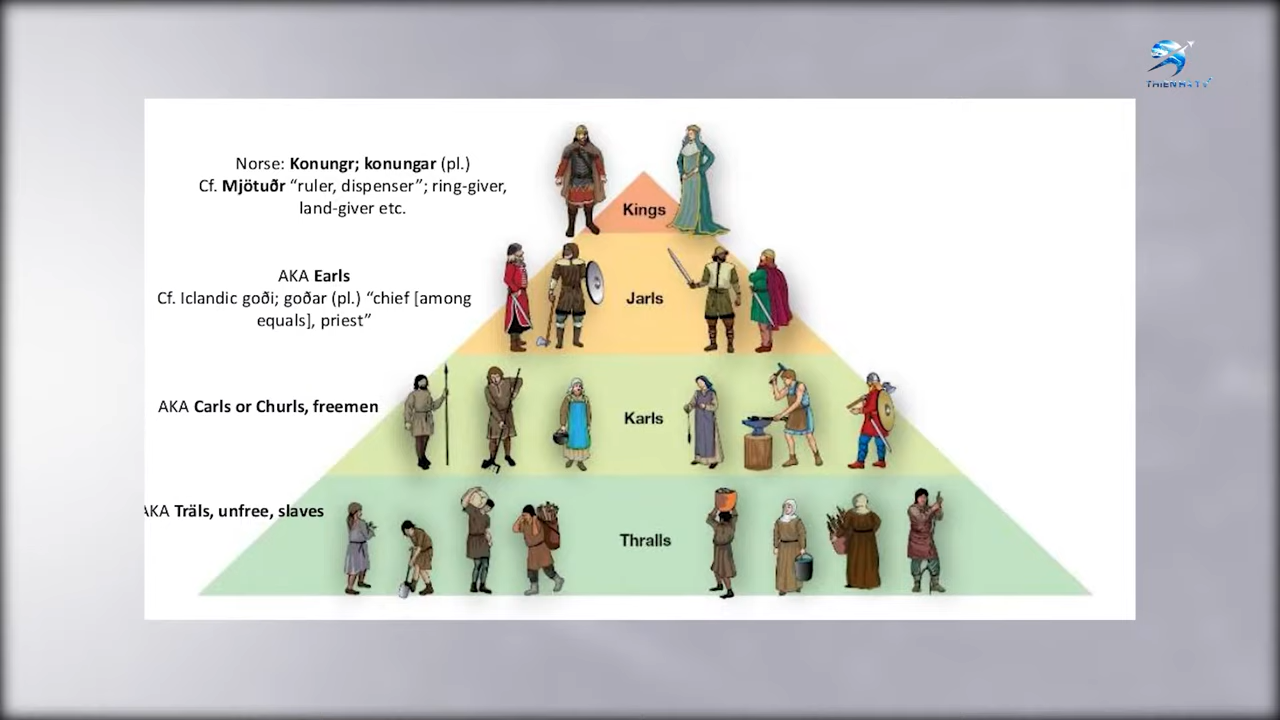 Norse: Konungr; konungar (pl.)
Cf. Mjötuðr “ruler, dispenser”; ring-giver,
land-giver etc.
Kings
AKA Earls
Cf. Iclandic goði; goðar (pl.) “chief [among
equals], priest”
Jarls
AKA Carls or Churls, freemen
Karls
AKA Träls, unfree, slaves
Thralls